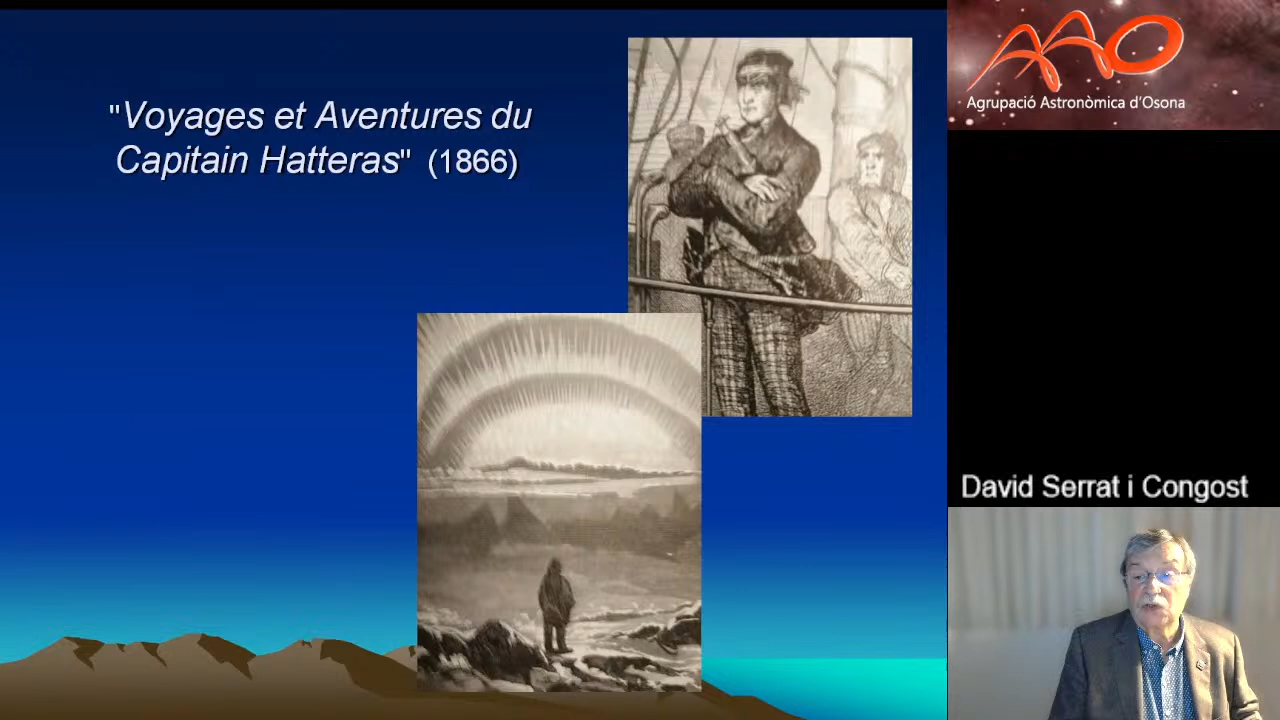 "Voyages et Aventures du
Capitain Hatteras" (1866)
AAO
Agrupació Astronòmica d'Osona
David Serrat i Congost